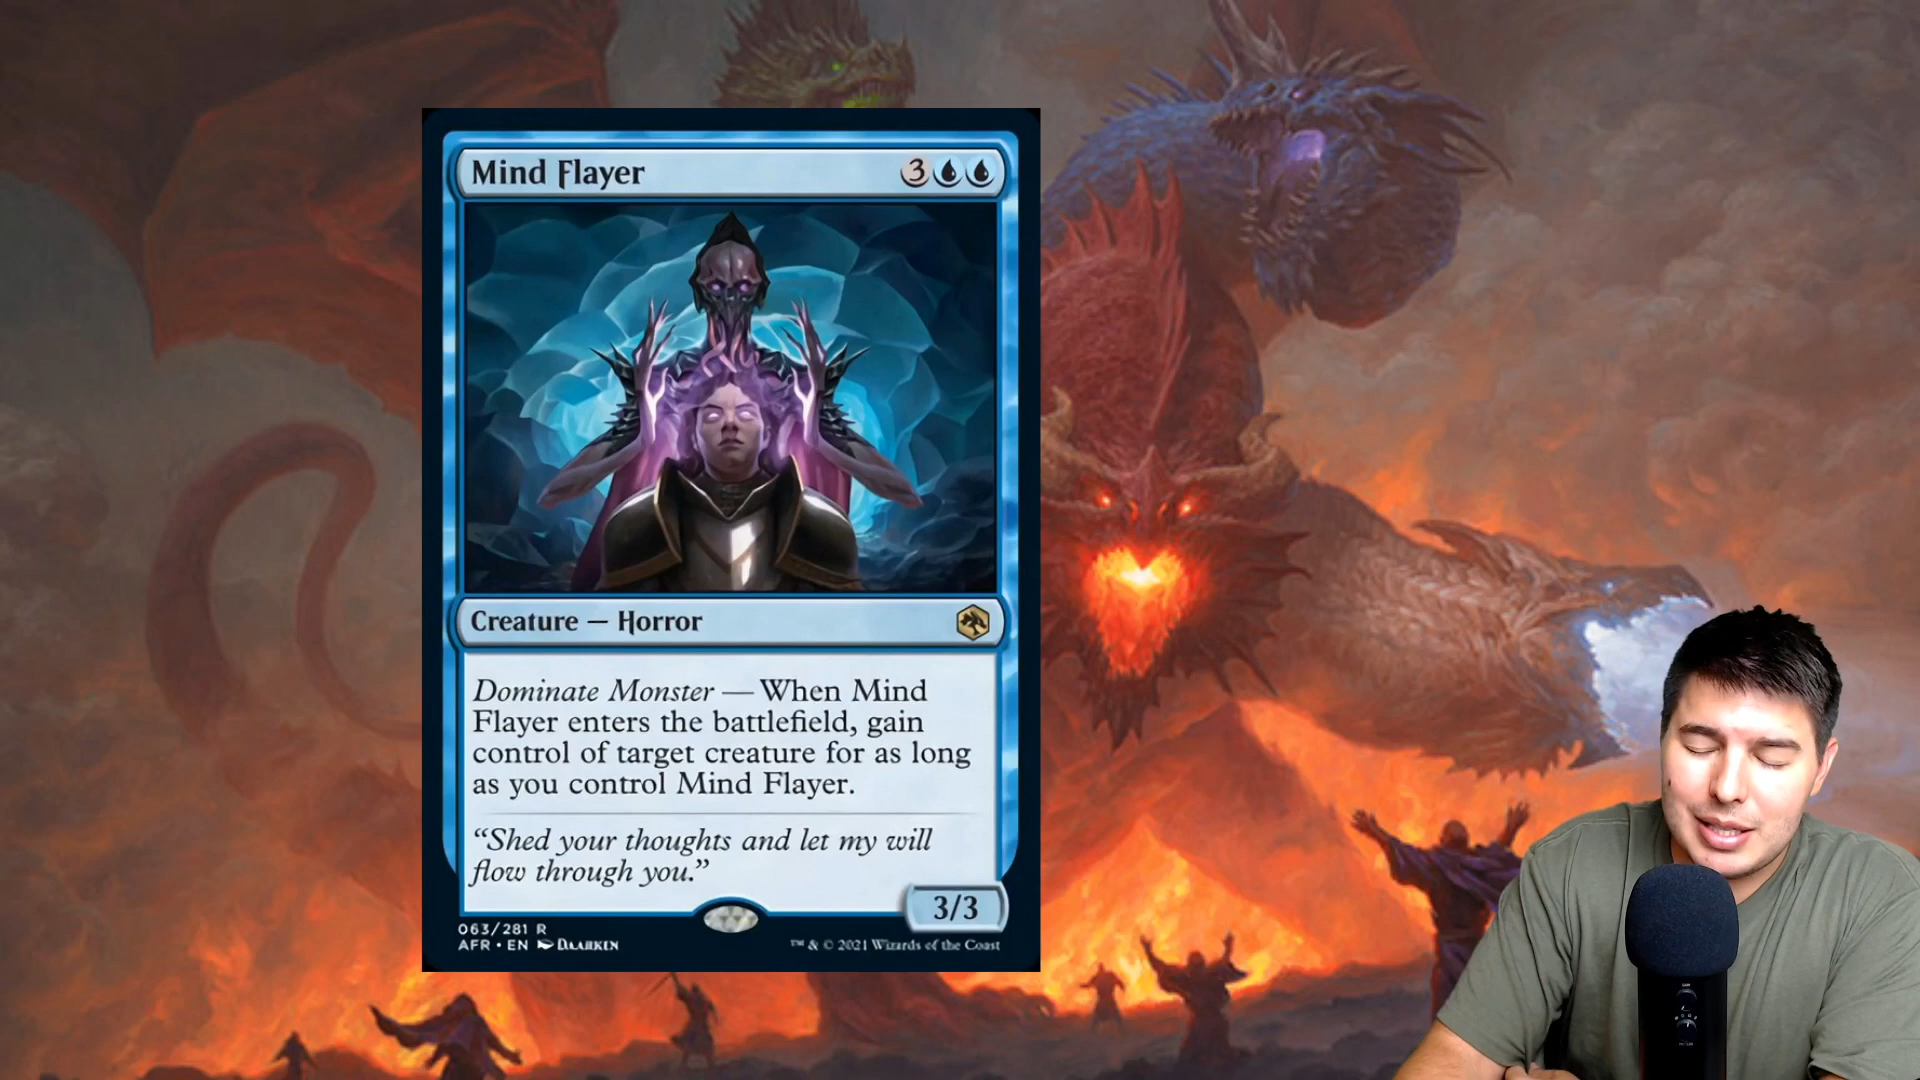 Mind Flayer 3
Creature — Horror
Dominate Monster — When Mind
Flayer enters the battlefield, gain
control of target creature for as long
as you control Mind Flayer.
“Shed your thoughts and let my will
flow through you.”
3/3
063/281 R
AFR • EN DAARKEN
™ & © 2021 Wizards of the Coast